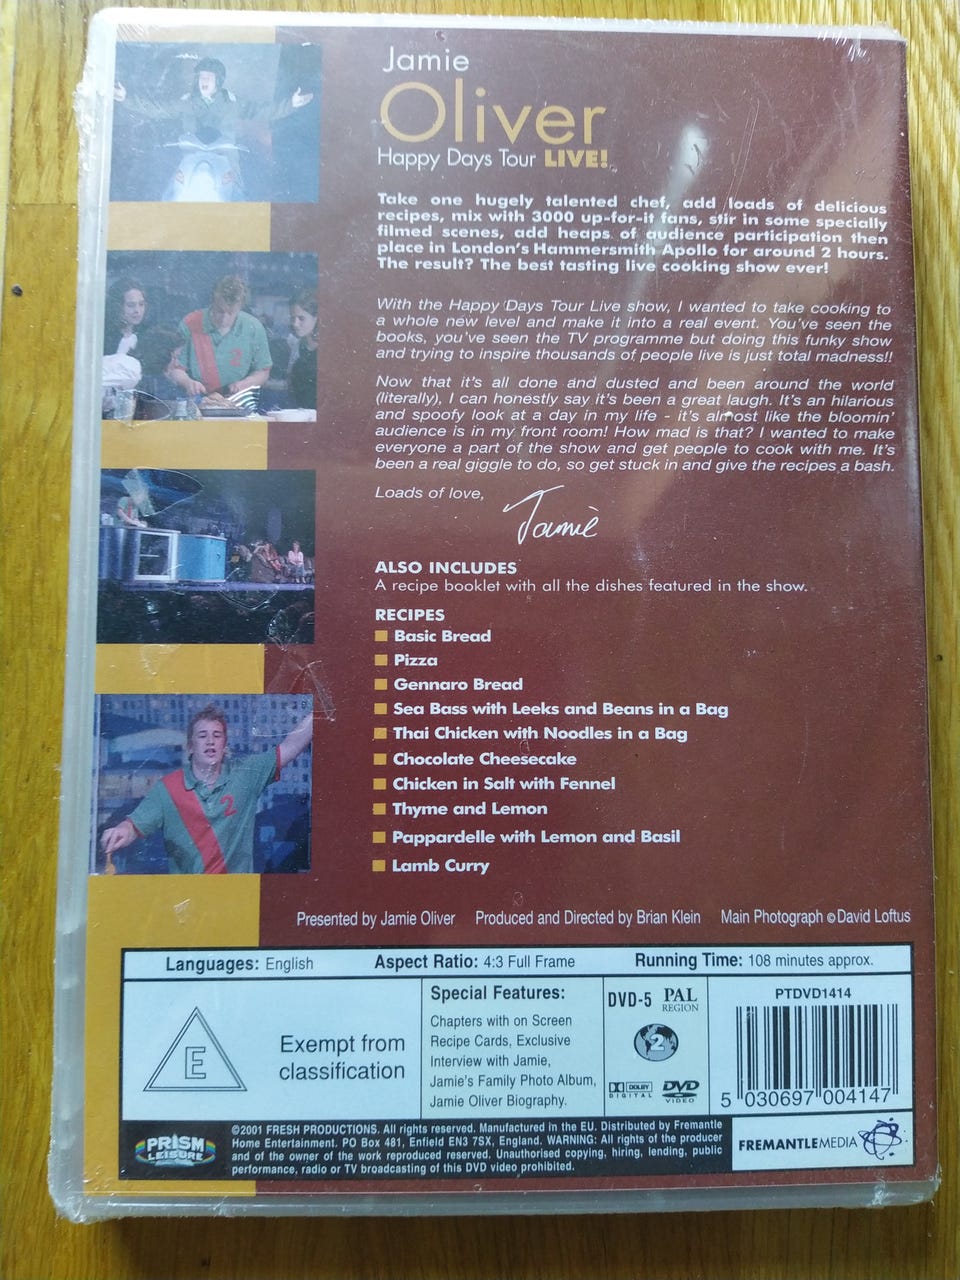 Jamie
Oliver
Happy Days Tour LIVE!
Take one hugely talented chef, add loads of delicious
recipes, mix with 3000 up-for-it fans, stir in some specially
filmed scenes, add heaps of audience participation then
place in London's Hammersmith Apollo for around 2 hours.
The result? The best tasting live cooking show ever!
With the Happy Days Tour Live show, I wanted to take cooking to
a whole new level and make it into a real event. You've seen the
books, you've seen the TV programme but doing this funky show
and trying to inspire thousands of people live is just total madness!!
Now that it's all done and dusted and been around the world
(literally), I can honestly say it's been a great laugh. It's an hilarious
and spoofy look at a day in my life - it's almost like the bloomin'
audience is in my front room! How mad is that? I wanted to make
everyone a part of the show and get people to cook with me. It's
been a real giggle to do, so get stuck in and give the recipes a bash.
Loads of love,
Jamie
ALSO INCLUDES
A recipe booklet with all the dishes featured in the show.
RECIPES
Basic Bread
Pizza
Gennaro Bread
Sea Bass with Leeks and Beans in a Bag
Thai Chicken with Noodles in a Bag
Chocolate Cheesecake
Chicken in Salt with Fennel
Thyme and Lemon
Pappardelle with Lemon and Basil
Lamb Curry
2
Presented by Jamie Oliver Produced and Directed by Brian Klein Main Photograph © David Loftus
Languages: English Aspect Ratio: 4:3 Full Frame Running Time: 108 minutes approx.
E
Exempt from
classification
Special Features:
Chapters with on Screen
Recipe Cards, Exclusive
Interview with Jamie,
Jamie's Family Photo Album,
Jamie Oliver Biography.
DVD-5 PAL
REGION
2
DOLBY
DIGITAL
DVD
VIDEO
PTDVD1414
5 030697 004147
PRISM
LEISURE
©2001 FRESH PRODUCTIONS. All rights reserved. Manufactured in the EU. Distributed by Fremantle
Home Entertainment. PO Box 481, Enfield EN3 7SX, England. WARNING: All rights of the producer
and of the owner of the work reproduced reserved. Unauthorised copying, hiring, lending, public
performance, radio or TV broadcasting of this DVD video prohibited.
FREMANTLEMEDIA